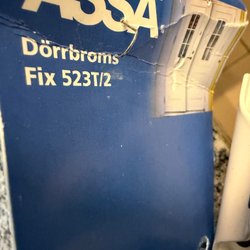 ASSA
Dörrbroms
Fix 523T/2